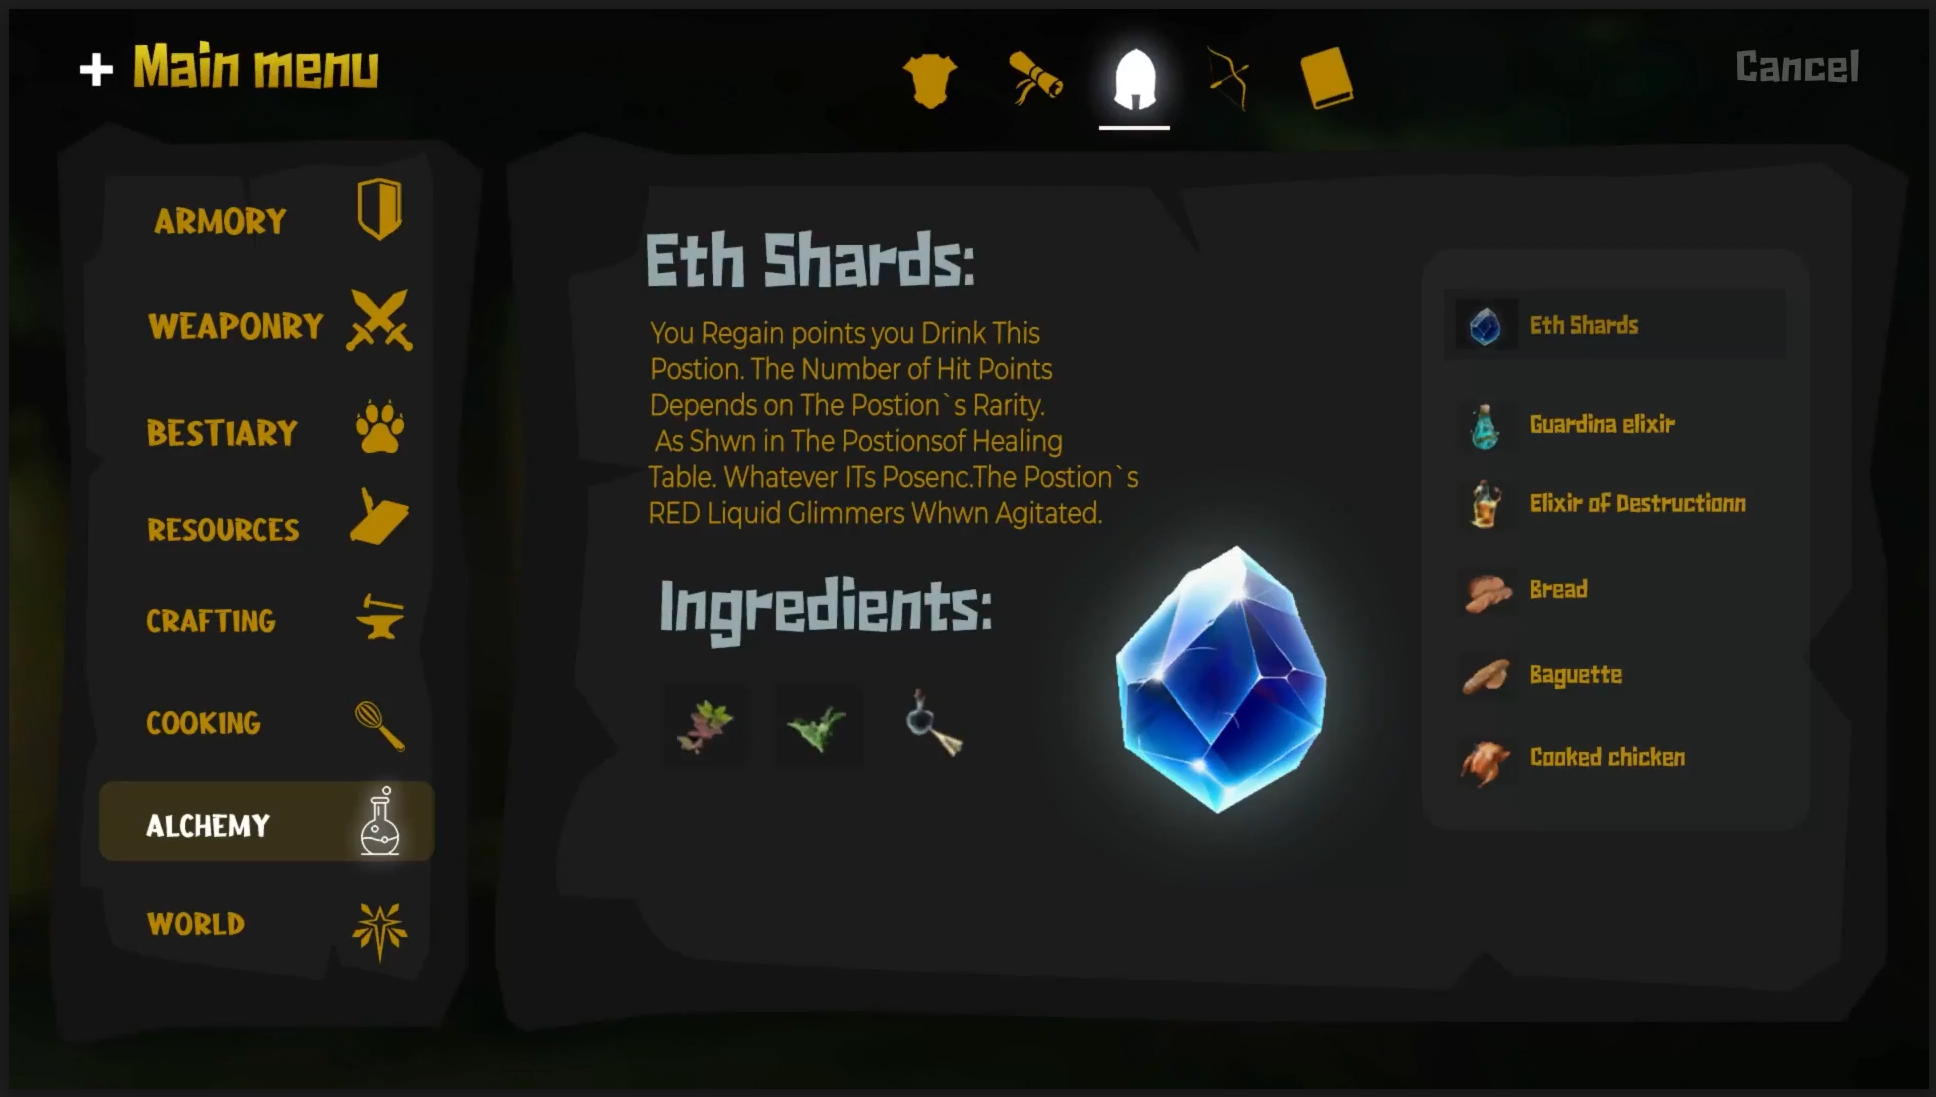 Main menu
Cancel
ARMORY
WEAPONRY
BESTIARY
RESOURCES
CRAFTING
COOKING
ALCHEMY
WORLD
Eth Shards:
You Regain points you Drink This
Postion. The Number of Hit Points
Depends on The Postion`s Rarity.
As Shwn in The Postionsof Healing
Table. Whatever ITs Posenc.The Postion`s
RED Liquid Glimmers Whwn Agitated.
Ingredients:
Eth Shards
Guardina elixir
Elixir of Destructionn
Bread
Baguette
Cooked chicken